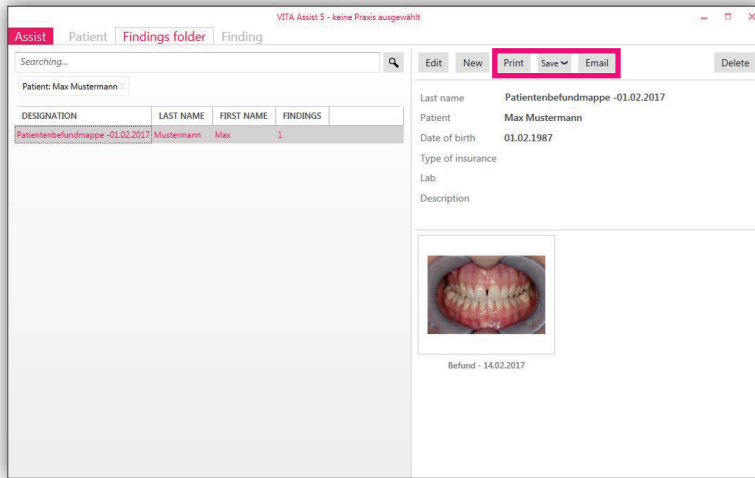 VITA Assist 5 - keine Praxis ausgewählt
Assist Patient Findings folder Finding
Searching...
Patient: Max Mustermann X
DESIGNATION LAST NAME FIRST NAME FINDINGS
Patientenbefundmappe -01.02.2017 Mustermann Max 1
Edit New Print Save Email Delete
Last name Patientenbefundmappe -01.02.2017
Patient Max Mustermann
Date of birth 01.02.1987
Type of insurance
Lab
Description
Befund - 14.02.2017